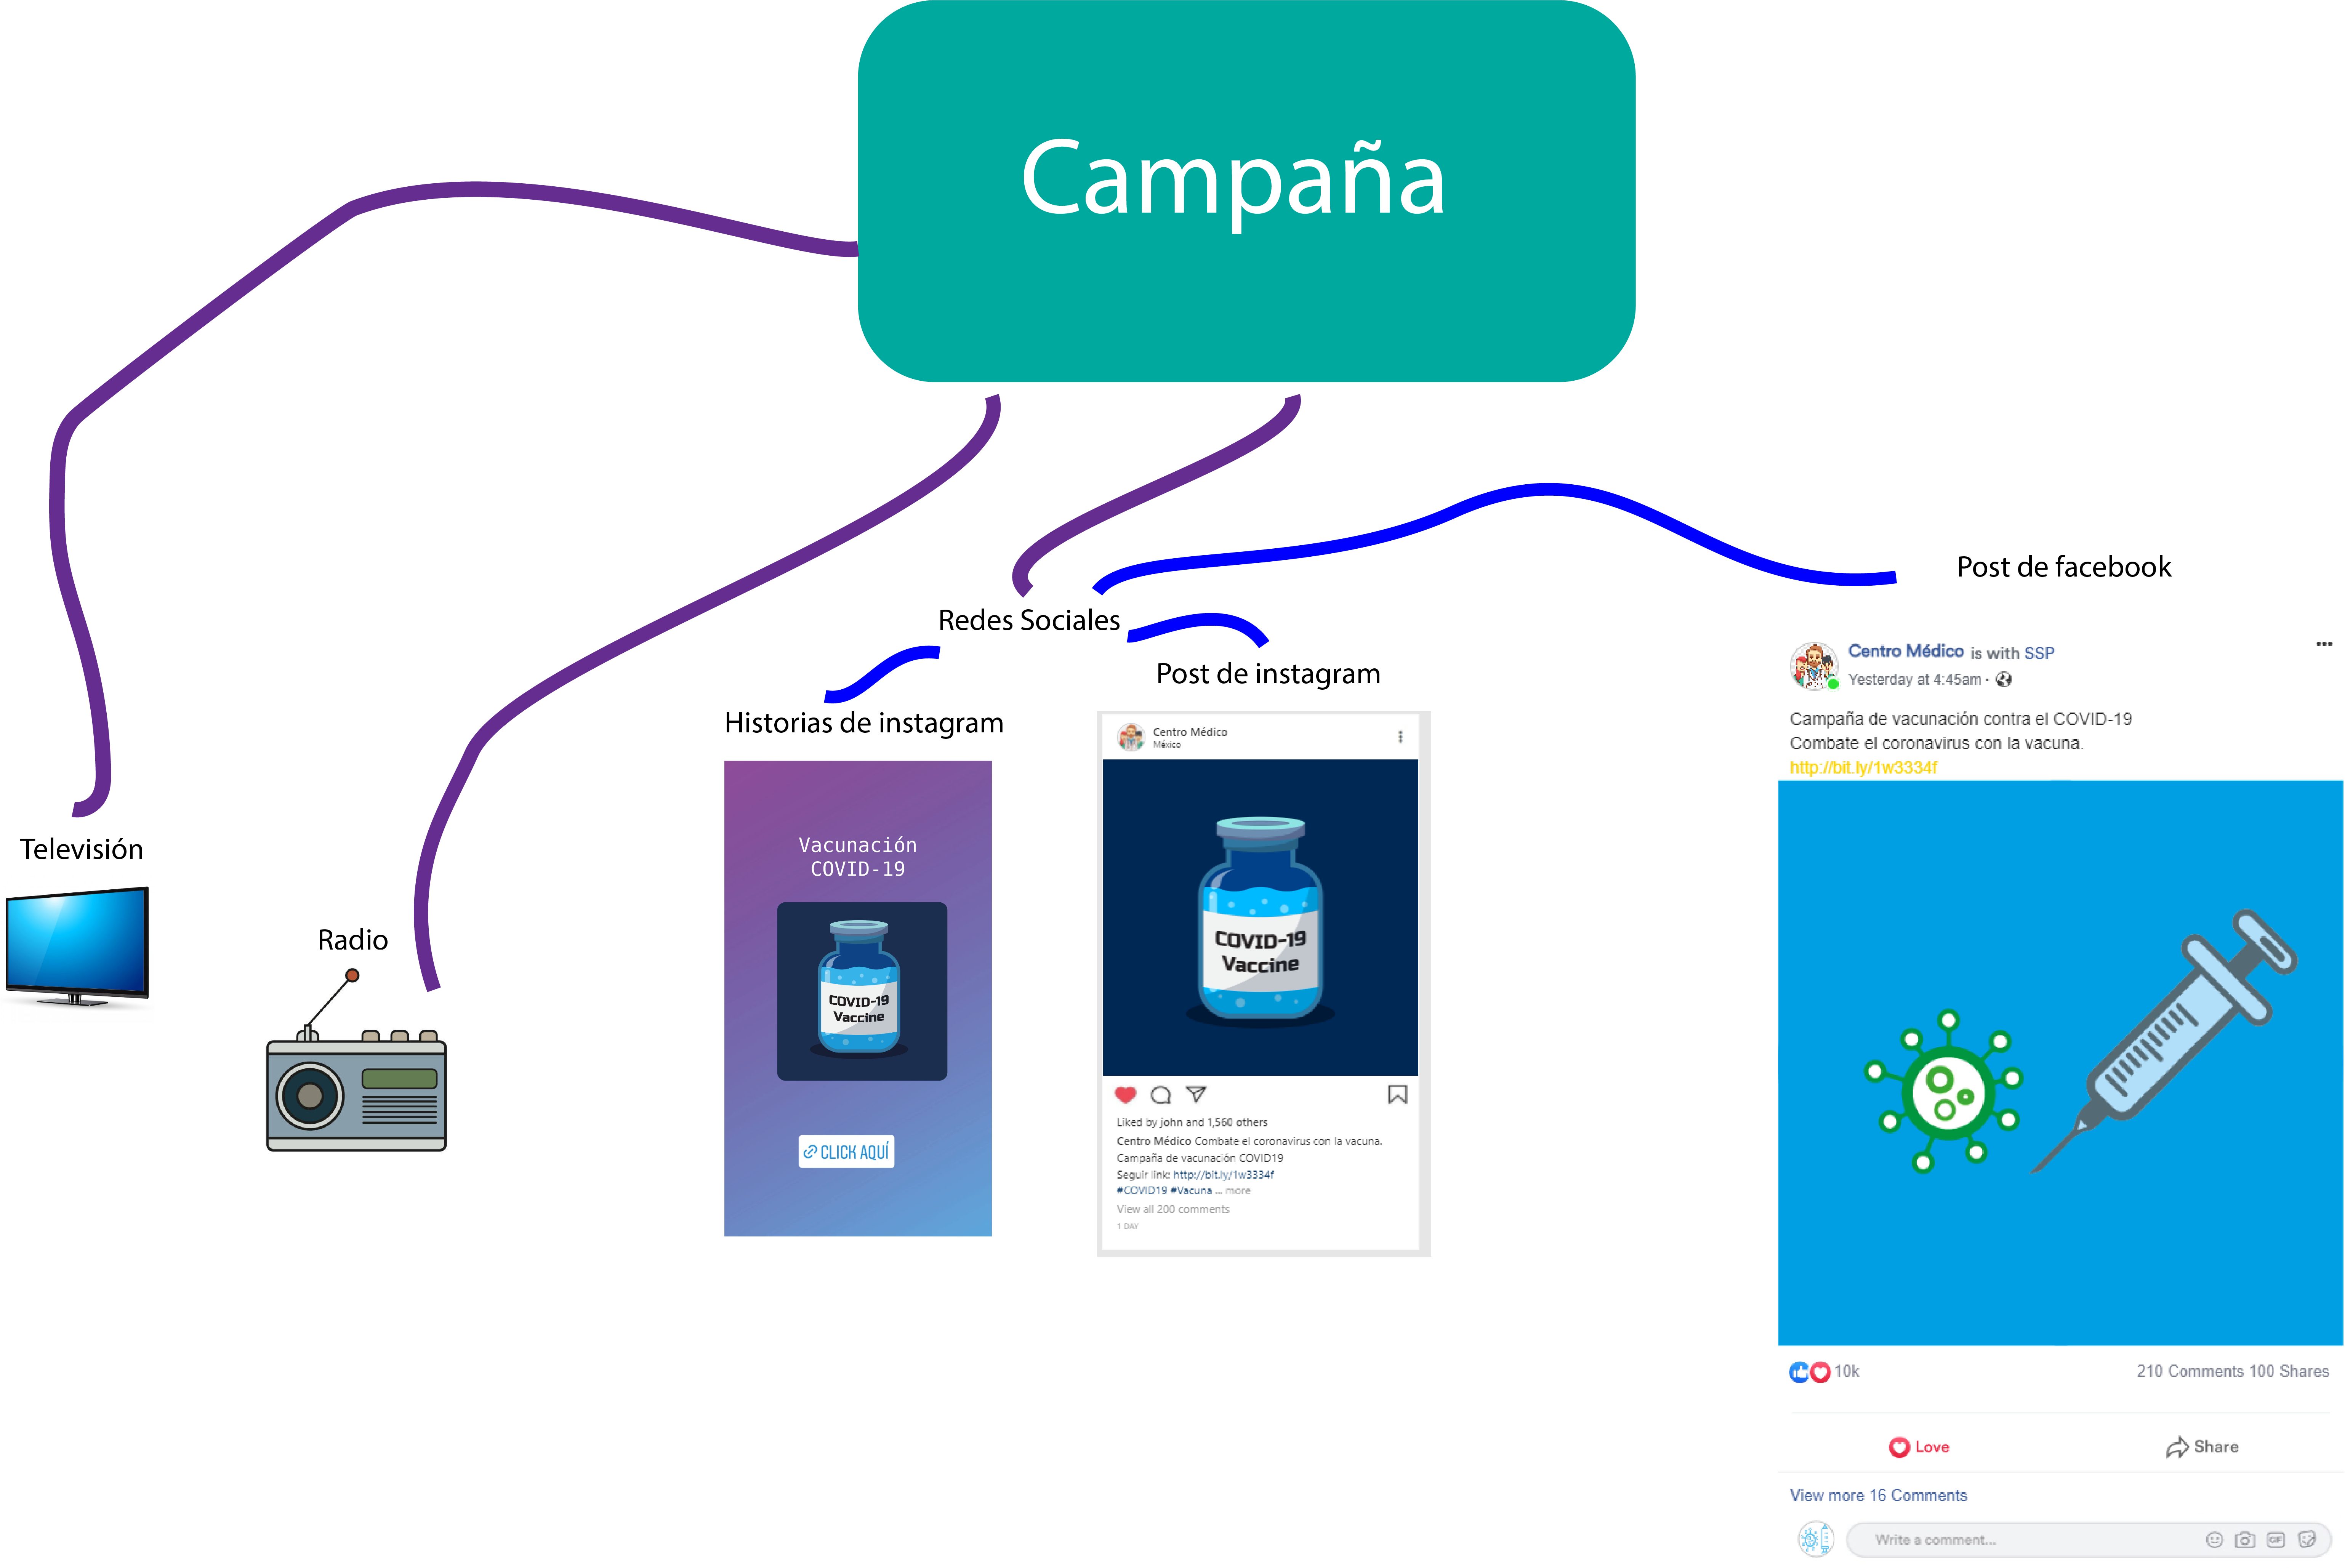 Campaña
Televisión
Radio
Redes Sociales
Historias de instagram
Vacunación
COVID-19
COVID-19
Vaccine
CLICK AQUÍ
Post de instagram
Centro Médico
México
COVID-19
Vaccine
Liked by john and 1,560 others
Centro Médico Combate el coronavirus con la vacuna.
Campaña de vacunación COVID19
Seguir link: http://bit.ly/1w3334f
#COVID19 #Vacuna ... more
View all 200 comments
1 DAY
Post de facebook
Centro Médico is with SSP
Yesterday at 4:45am ·
Campaña de vacunación contra el COVID-19
Combate el coronavirus con la vacuna.
http://bit.ly/1w3334f
10k
210 Comments 100 Shares
Love
Share
View more 16 Comments
Write a comment...
GIF